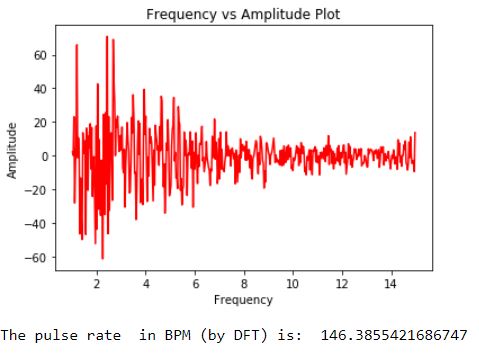 Frequency vs Amplitude Plot
60
40
20
0
−20
−40
−60
Amplitude
2 4 6 8 10 12 14
Frequency
The pulse rate  in BPM (by DFT) is:  146.3855421686747